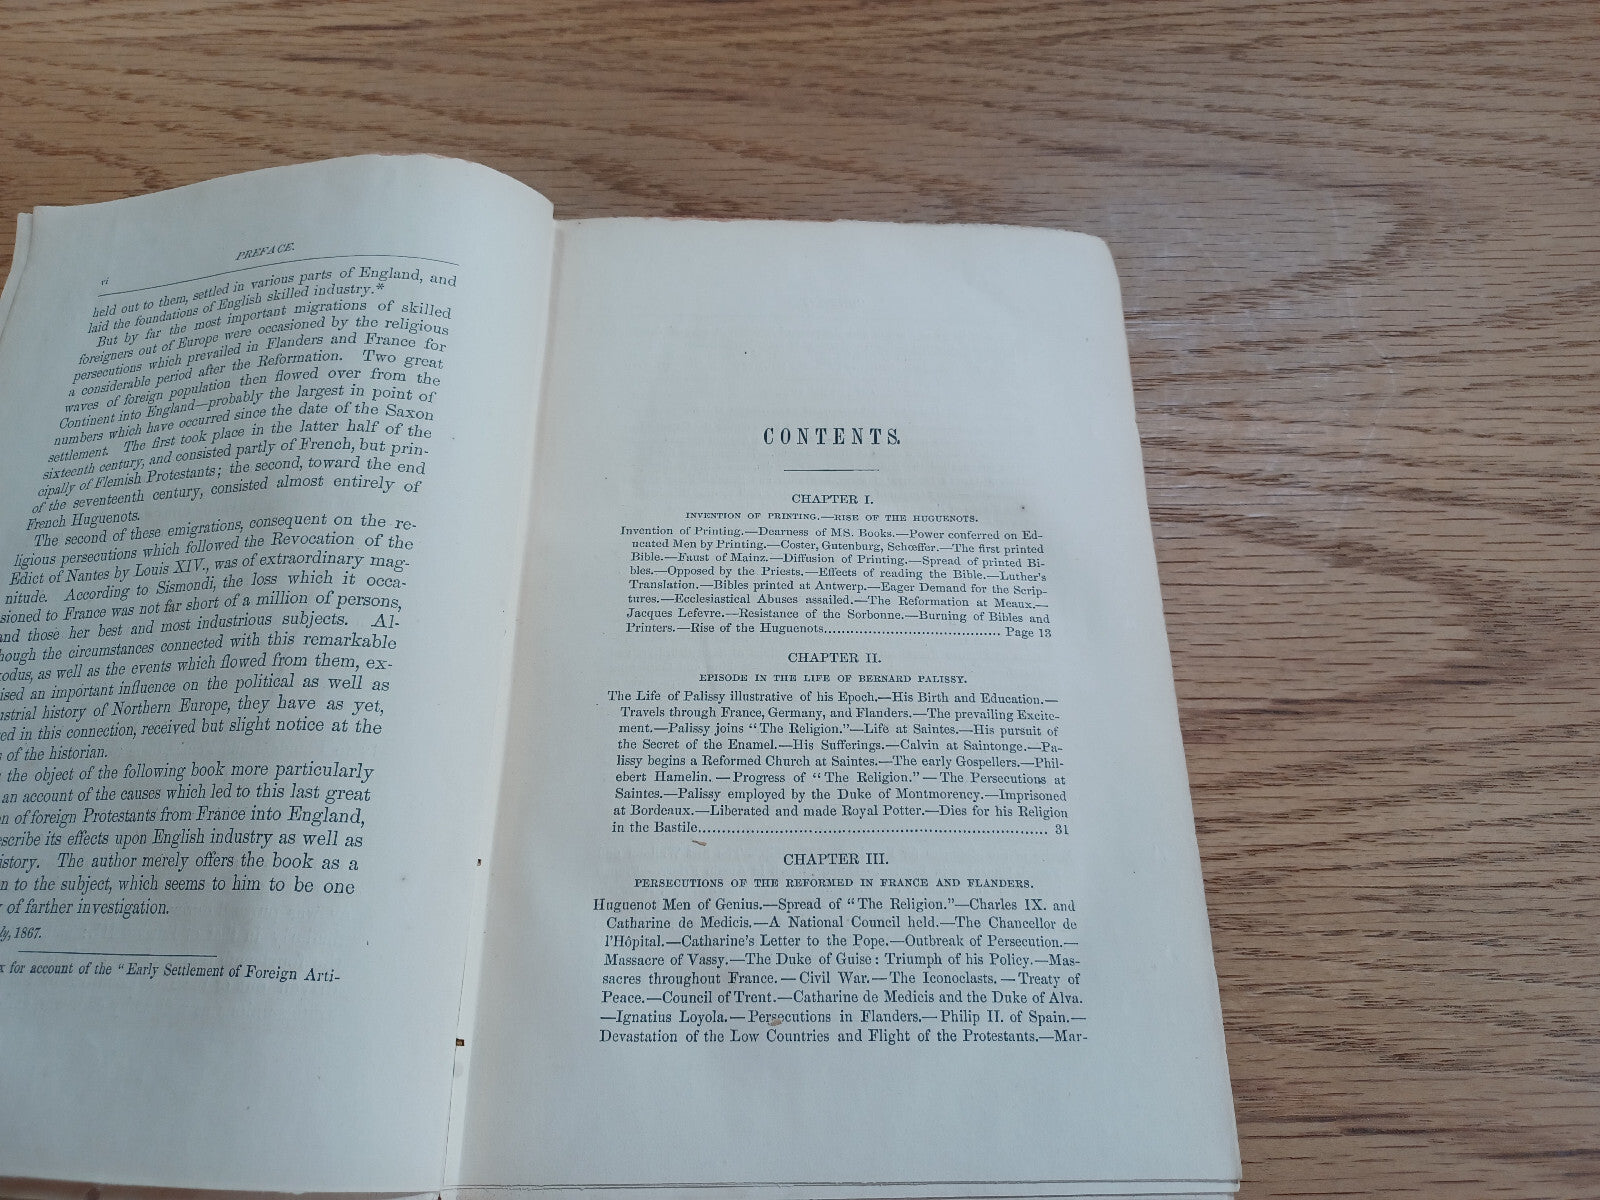 PREFACE.
vi
held out to them, settled in various parts of England, and
laid the foundations of English skilled industry.*
But by far the most important migrations of skilled
foreigners out of Europe were occasioned by the religious
persecutions which prevailed in Flanders and France for
a considerable period after the Reformation. Two great
waves of foreign population then flowed over from the
Continent into England—probably the largest in point of
numbers which have occurred since the date of the Saxon
settlement. The first took place in the latter half of the
sixteenth century, and consisted partly of French, but prin-
cipally of Flemish Protestants; the second, toward the end
of the seventeenth century, consisted almost entirely of
French Huguenots.
The second of these emigrations, consequent on the re-
ligious persecutions which followed the Revocation of the
Edict of Nantes by Louis XIV., was of extraordinary mag-
nitude. According to Sismondi, the loss which it occa-
sioned to France was not far short of a million of persons,
and those her best and most industrious subjects. Al-
hough the circumstances connected with this remarkable
odus, as well as the events which flowed from them, ex-
ised an important influence on the political as well as
ustrial history of Northern Europe, they have as yet,
ed in this connection, received but slight notice at the
s of the historian.
the object of the following book more particularly
an account of the causes which led to this last great
n of foreign Protestants from France into England,
scribe its effects upon English industry as well as
istory. The author merely offers the book as a
n to the subject, which seems to him to be one
y of farther investigation.
ly, 1867.
x for account of the "Early Settlement of Foreign Arti-
CONTENTS.
CHAPTER I.
INVENTION OF PRINTING.—RISE OF THE HUGUENOTS.
Invention of Printing.—Dearness of MS. Books.—Power conferred on Ed-
ucated Men by Printing.—Coster, Gutenburg, Schœffer.—The first printed
Bible.—Faust of Mainz.—Diffusion of Printing.—Spread of printed Bi-
bles.—Opposed by the Priests.—Effects of reading the Bible.—Luther's
Translation.—Bibles printed at Antwerp.—Eager Demand for the Scrip-
tures.—Ecclesiastical Abuses assailed.—The Reformation at Meaux.—
Jacques Lefevre.—Resistance of the Sorbonne.—Burning of Bibles and
Printers.—Rise of the Huguenots........................................ Page 13
CHAPTER II.
EPISODE IN THE LIFE OF BERNARD PALISSY.
The Life of Palissy illustrative of his Epoch.—His Birth and Education.—
Travels through France, Germany, and Flanders.—The prevailing Excite-
ment.—Palissy joins "The Religion."—Life at Saintes.—His pursuit of
the Secret of the Enamel.—His Sufferings.—Calvin at Saintonge.—Pa-
lissy begins a Reformed Church at Saintes.—The early Gospellers.—Phil-
ebert Hamelin.—Progress of "The Religion."—The Persecutions at
Saintes.—Palissy employed by the Duke of Montmorency.—Imprisoned
at Bordeaux.—Liberated and made Royal Potter.—Dies for his Religion
in the Bastile................................................................ 31
CHAPTER III.
PERSECUTIONS OF THE REFORMED IN FRANCE AND FLANDERS.
Huguenot Men of Genius.—Spread of "The Religion."—Charles IX. and
Catharine de Medicis.—A National Council held.—The Chancellor de
l'Hôpital.—Catharine's Letter to the Pope.—Outbreak of Persecution.—
Massacre of Vassy.—The Duke of Guise: Triumph of his Policy.—Mas-
sacres throughout France.—Civil War.—The Iconoclasts.—Treaty of
Peace.—Council of Trent.—Catharine de Medicis and the Duke of Alva.
—Ignatius Loyola.—Persecutions in Flanders.—Philip II. of Spain.—
Devastation of the Low Countries and Flight of the Protestants.—Mar-